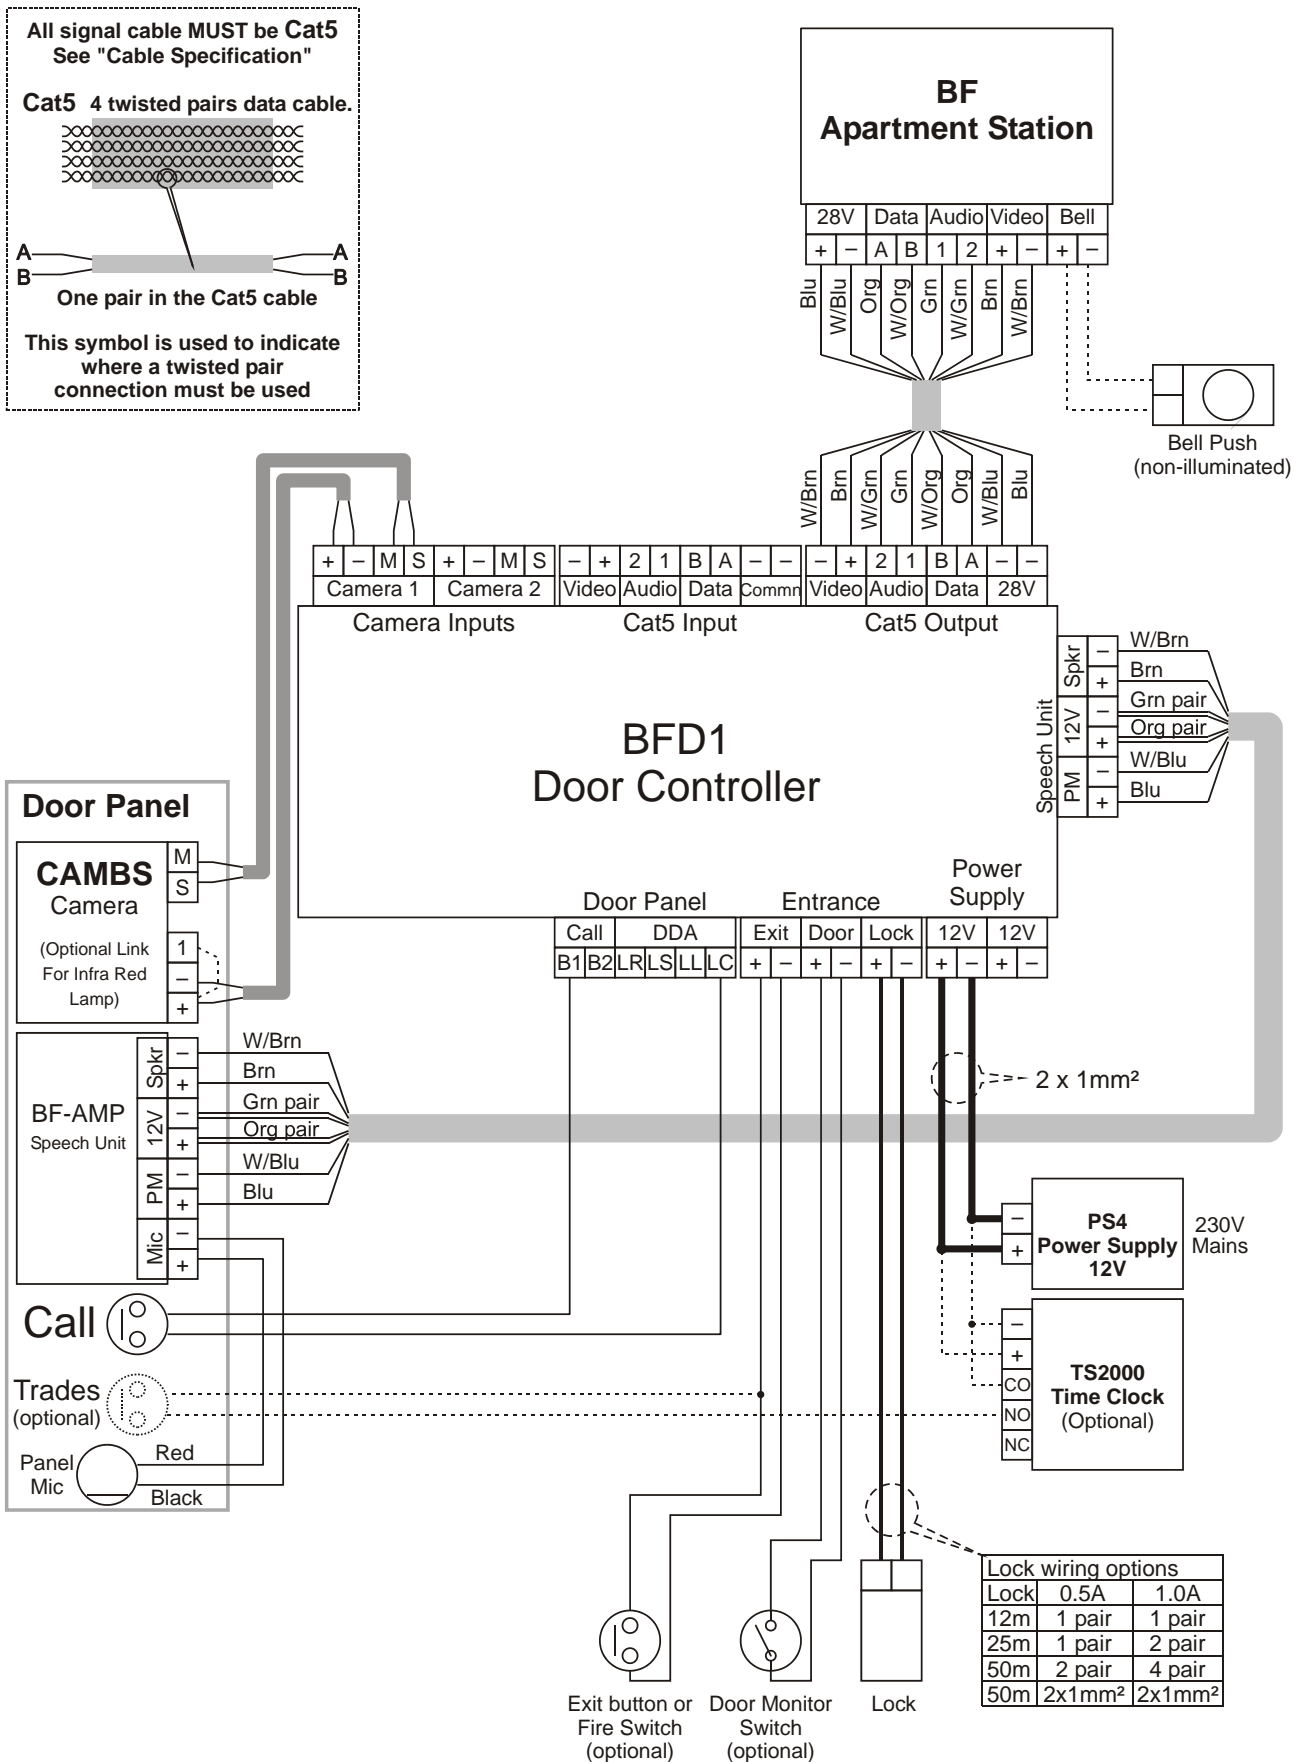 All signal cable MUST be Cat5
See "Cable Specification"
Cat5 4 twisted pairs data cable.
A A
B B
One pair in the Cat5 cable
This symbol is used to indicate
where a twisted pair
connection must be used
BF
Apartment Station
28V Data Audio Video Bell
+ – A B 1 2 + – + –
Blu W/Blu Org W/Org Grn W/Grn Brn W/Brn
Bell Push
(non-illuminated)
W/Brn Brn W/Grn Grn W/Org Org W/Blu Blu
+ – M S + – M S – + 2 1 B A – – – + 2 1 B A – –
Camera 1 Camera 2 Video Audio Data Commn Video Audio Data 28V
Camera Inputs Cat5 Input Cat5 Output
BFD1
Door Controller
Speech Unit
Spkr – W/Brn
+ Brn
12V – Grn pair
+ Org pair
PM – W/Blu
+ Blu
Door Panel Entrance Power
Supply
Call DDA Exit Door Lock 12V 12V
B1 B2 LR LS LL LC + – + – + – + – + –
Door Panel
CAMBS
Camera
M
S
(Optional Link
For Infra Red
Lamp)
1
–
+
BF-AMP
Speech Unit
Spkr – W/Brn
+ Brn
12V – Grn pair
+ Org pair
PM – W/Blu
+ Blu
Mic –
+
Call
Trades
(optional)
Panel
Mic
Red
Black
2 x 1mm²
–
+
PS4
Power Supply
12V
230V
Mains
–
+
CO
NO
NC
TS2000
Time Clock
(Optional)
Exit button or
Fire Switch
(optional)
Door Monitor
Switch
(optional)
Lock
Lock wiring options
Lock 0.5A 1.0A
12m 1 pair 1 pair
25m 1 pair 2 pair
50m 2 pair 4 pair
50m 2x1mm² 2x1mm²